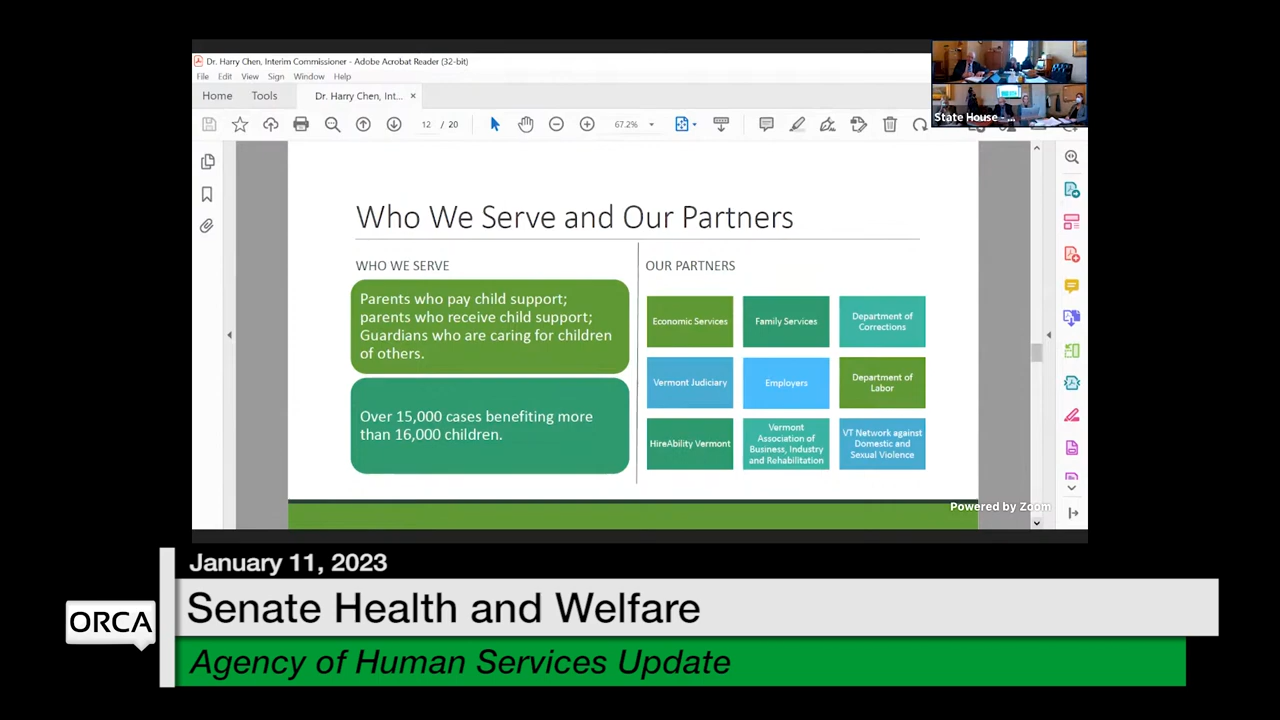 Dr. Harry Chen, Interim Commissioner - Adobe Acrobat Reader (32-bit)
File Edit View Sign Window Help
Home Tools Dr. Harry Chen, Int... ×
12 / 20 67.2%
State House - ...
Who We Serve and Our Partners
WHO WE SERVE
Parents who pay child support;
parents who receive child support;
Guardians who are caring for children
of others.
Over 15,000 cases benefiting more
than 16,000 children.
OUR PARTNERS
Economic Services
Family Services
Department of
Corrections
Vermont Judiciary
Employers
Department of
Labor
HireAbility Vermont
Vermont
Association of
Business, Industry
and Rehabilitation
VT Network against
Domestic and
Sexual Violence
Powered by Zoom
January 11, 2023
ORCA
Senate Health and Welfare
Agency of Human Services Update